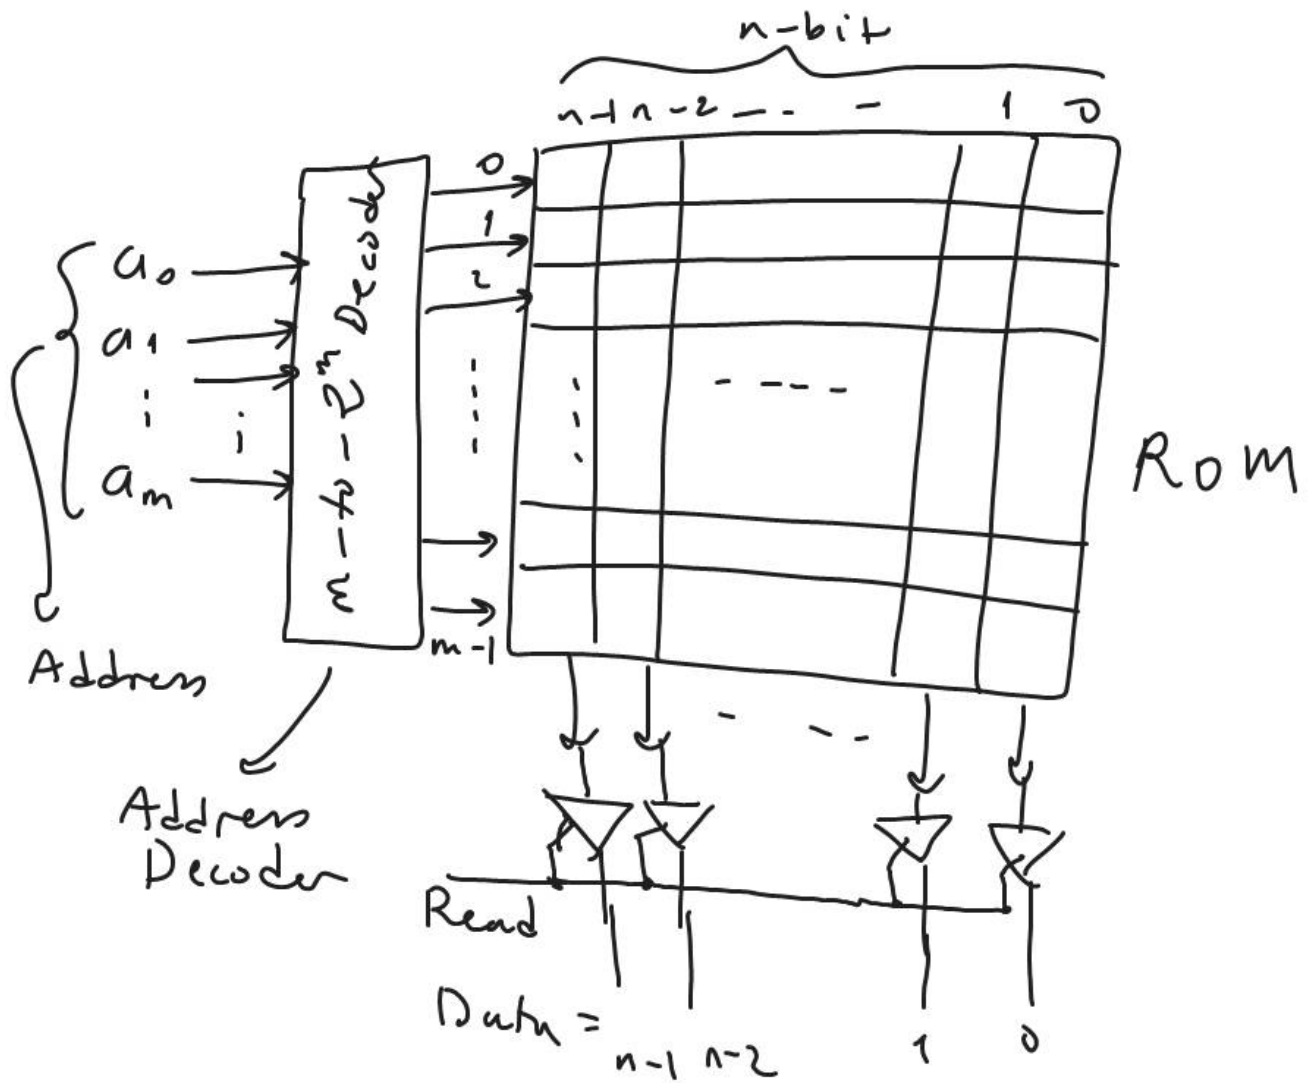 n-bit
n-1 n-2 -- - - 1 0
0
1
2
a0
a1
am
m-to-2^m Decoder
ROM
m-1
Address
Address
Decoder
Read
Data =
n-1 n-2 1 0